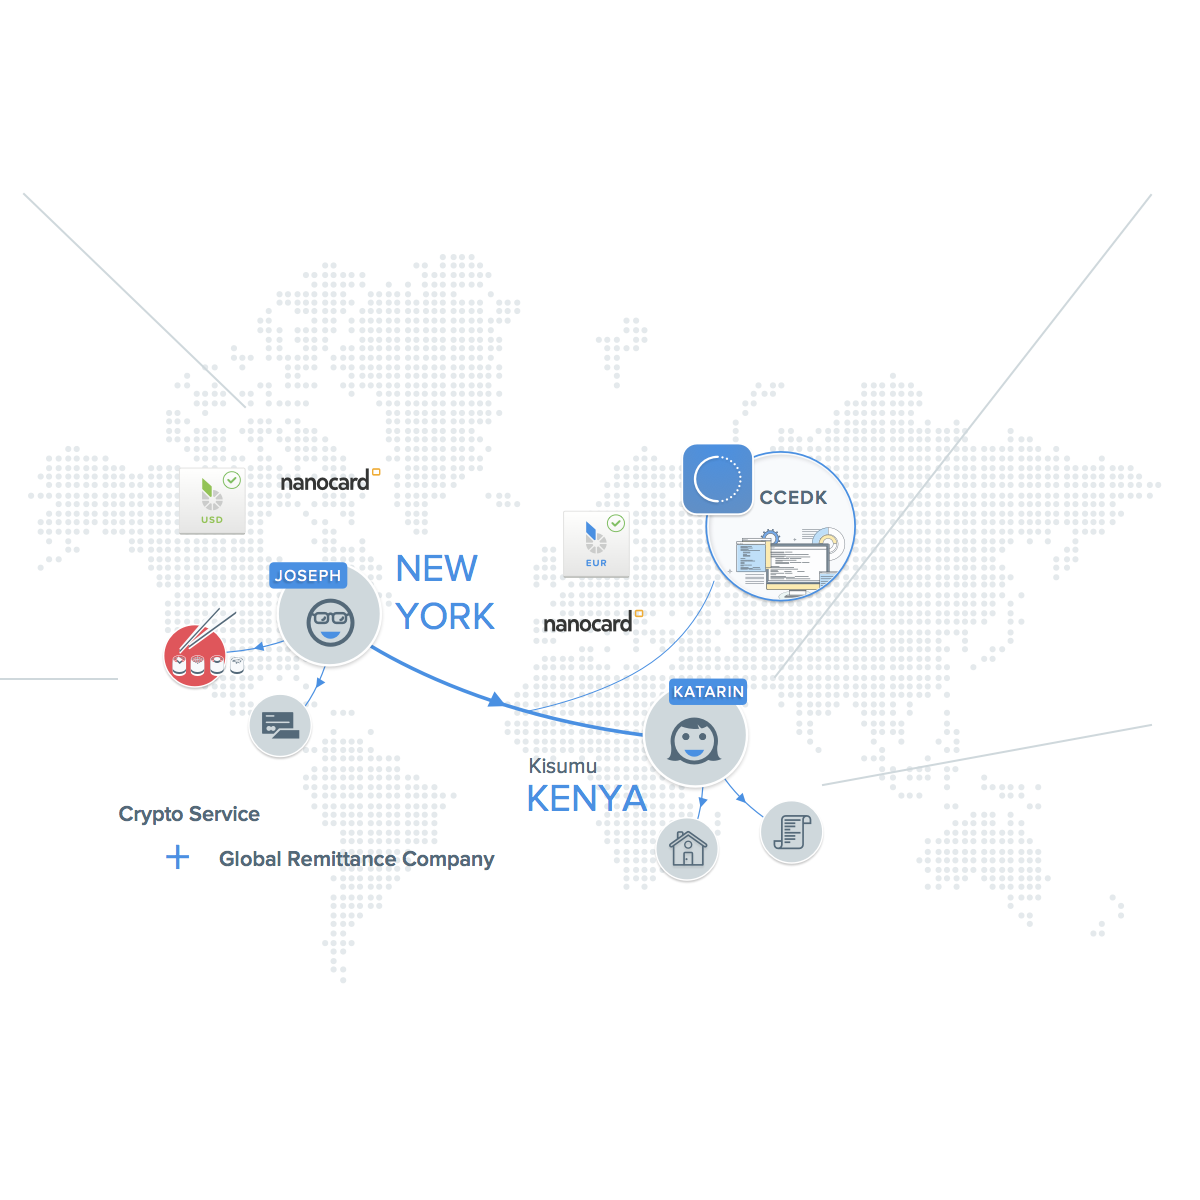 CCEDK
nanocard
USD
EUR
JOSEPH
NEW
YORK
nanocard
KATARIN
Kisumu
KENYA
Crypto Service
+ Global Remittance Company